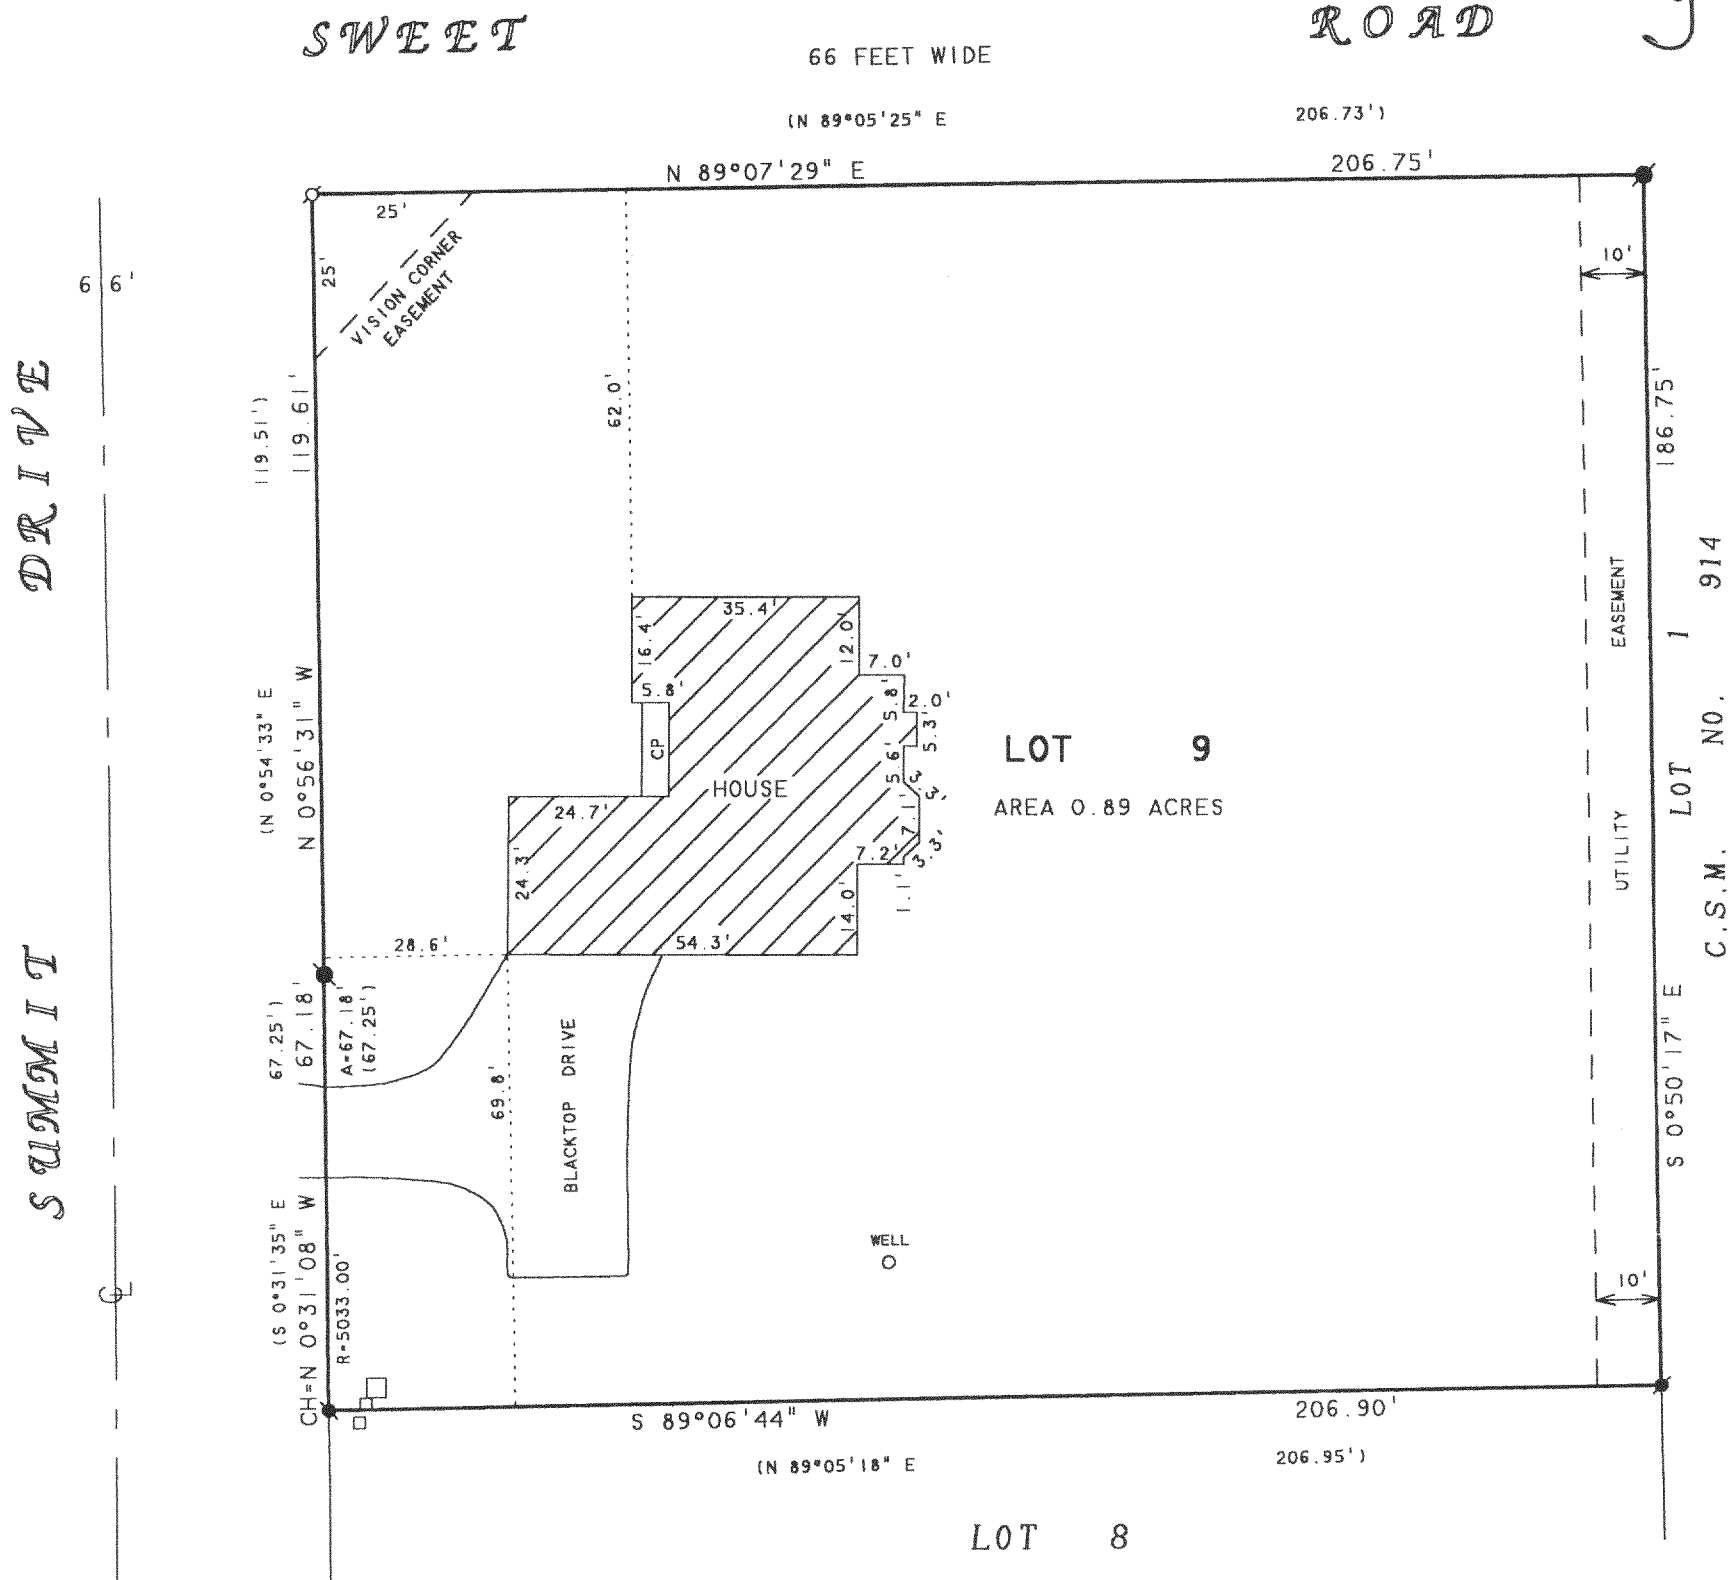 SWEET ROAD
66 FEET WIDE
(N 89°05'25" E 206.73')
N 89°07'29" E 206.75'
25'
25'
VISION CORNER
EASEMENT
66'
10'
62.0'
119.51')
119.61'
186.75'
DRIVE
35.4'
16.4'
12.0'
7.0'
5.8'
5.8'
2.0'
5.3'
CP
5.6'
3.3'
HOUSE
LOT 9
AREA 0.89 ACRES
24.7'
7.1'
7.2'
3.3'
24.3'
1.1'
14.0'
54.3'
28.6'
(N 0°54'33" E
N 0°56'31" W
UTILITY EASEMENT
LOT 1
C.S.M. NO. 914
SUMMIT
67.25')
67.18'
A=67.18'
(67.25')
69.8'
BLACKTOP DRIVE
S 0°50'17" E
WELL
(S 0°31'35" E
CH=N 0°31'08" W
R=5033.00'
10'
S 89°06'44" W 206.90'
(N 89°05'18" E 206.95')
LOT 8